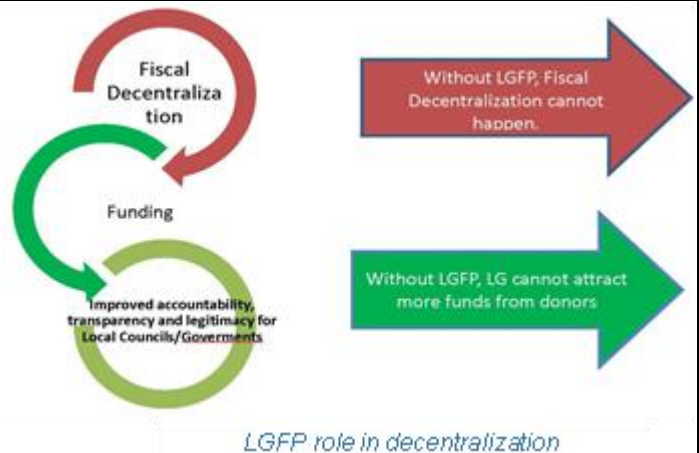 Fiscal
Decentraliza
tion
Without LGFP, Fiscal
Decentralization cannot
happen.
Funding
Without LGFP, LG cannot attract
more funds from donors
Improved accountability,
transparency and legitimacy for
Local Councils/Goverments
LGFP role in decentralization